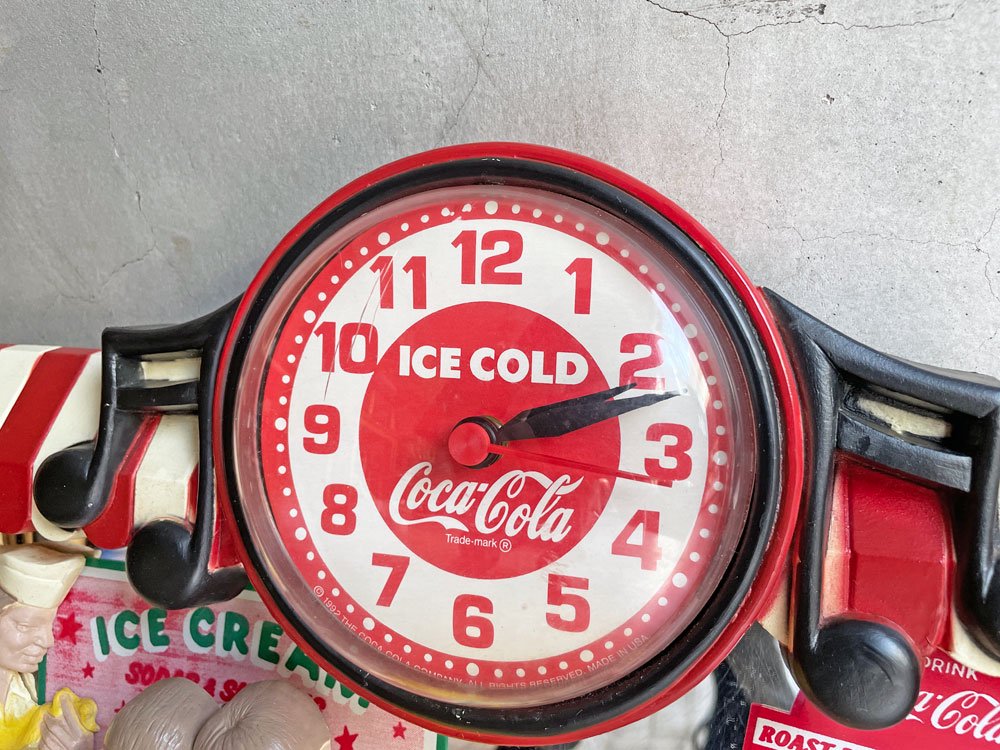 12
11 1
10 2
ICE COLD
9 3
Coca-Cola
Trade-mark ®
8 4
7 5
6
© 1992 THE COCA COLA COMPANY. ALL RIGHTS RESERVED. MADE IN USA
ICE CREAM
SODAS &
DRINK
Coca-Cola
ROAST